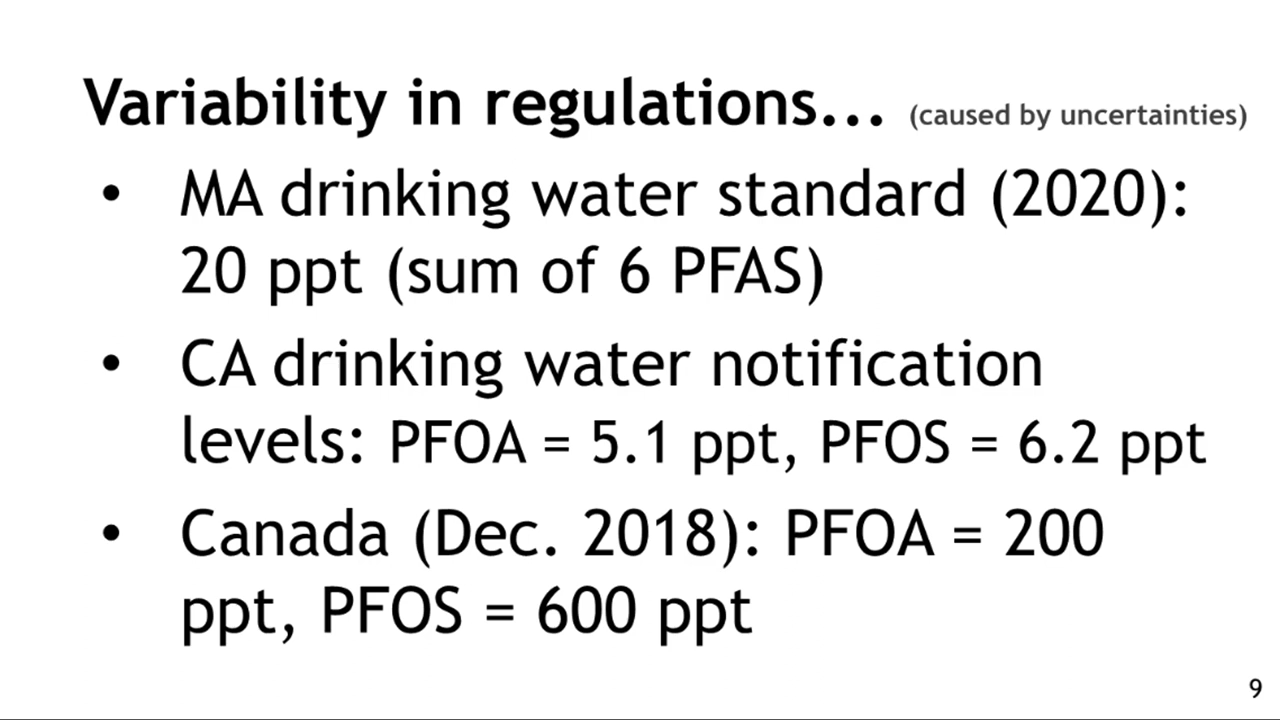 Variability in regulations... (caused by uncertainties)
• MA drinking water standard (2020):
20 ppt (sum of 6 PFAS)
• CA drinking water notification
levels: PFOA = 5.1 ppt, PFOS = 6.2 ppt
• Canada (Dec. 2018): PFOA = 200
ppt, PFOS = 600 ppt
9